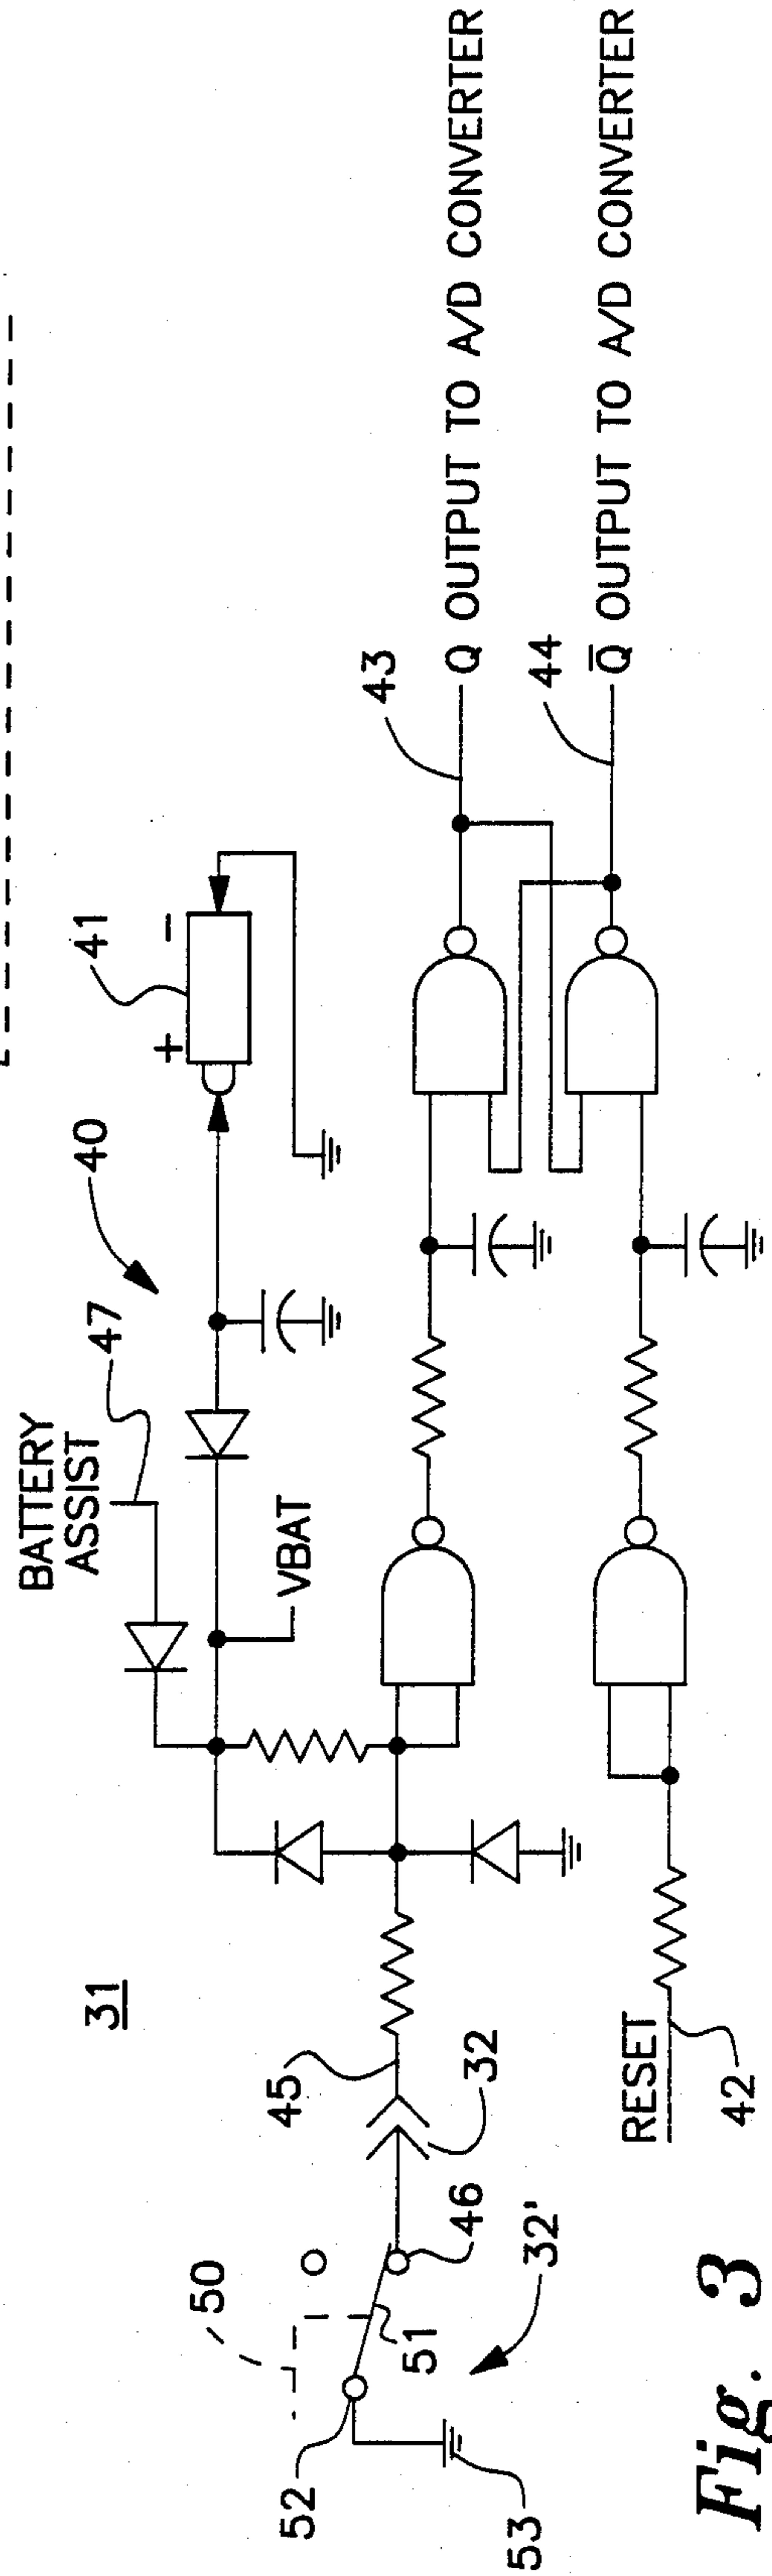 31
BATTERY
ASSIST
47
40
41
+
-
VBAT
50
52
51
53
32'
46
32
45
43
Q OUTPUT TO A/D CONVERTER
44
Q̅ OUTPUT TO A/D CONVERTER
RESET
42
Fig. 3